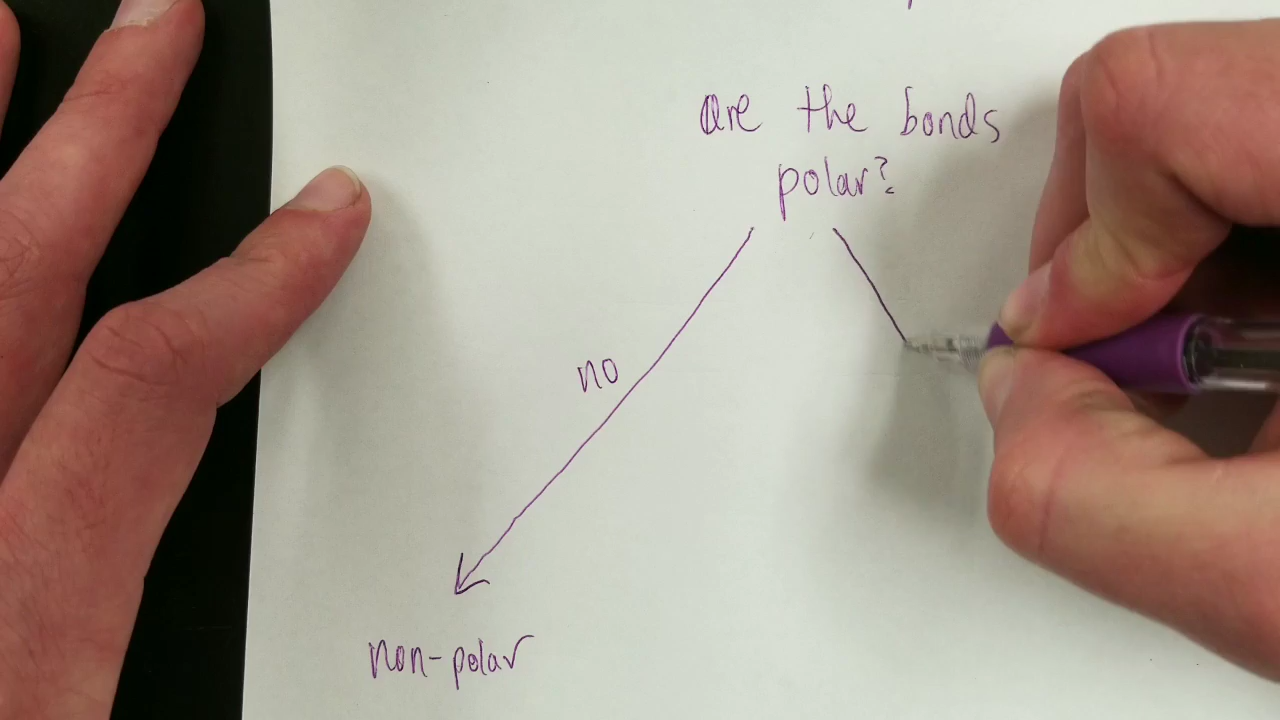 are the bonds
polar?
no
non-polar